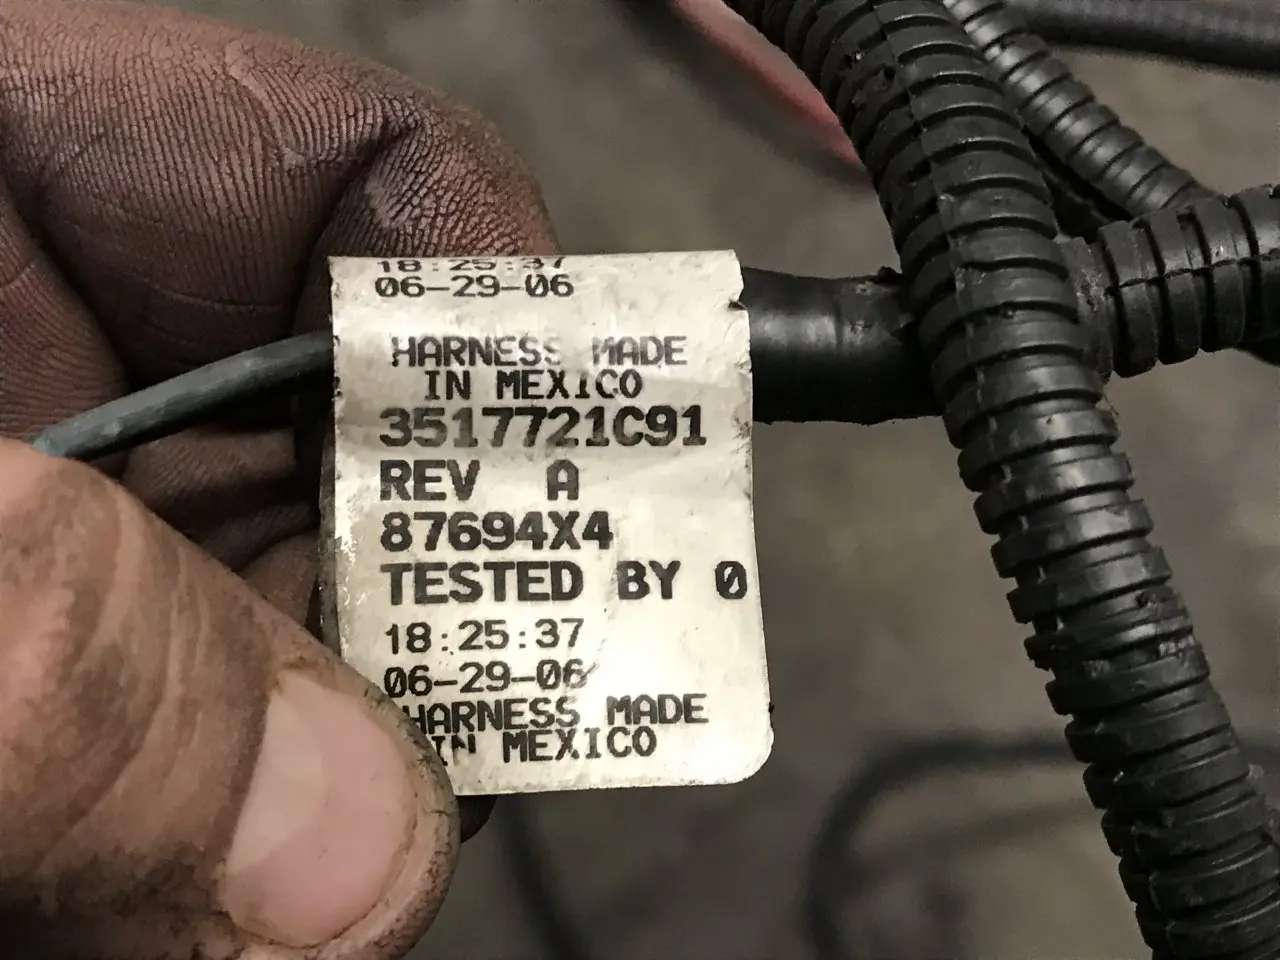 18:25:37
06-29-06
HARNESS MADE
IN MEXICO
3517721C91
REV A
87694X4
TESTED BY 0
18:25:37
06-29-06
HARNESS MADE
IN MEXICO